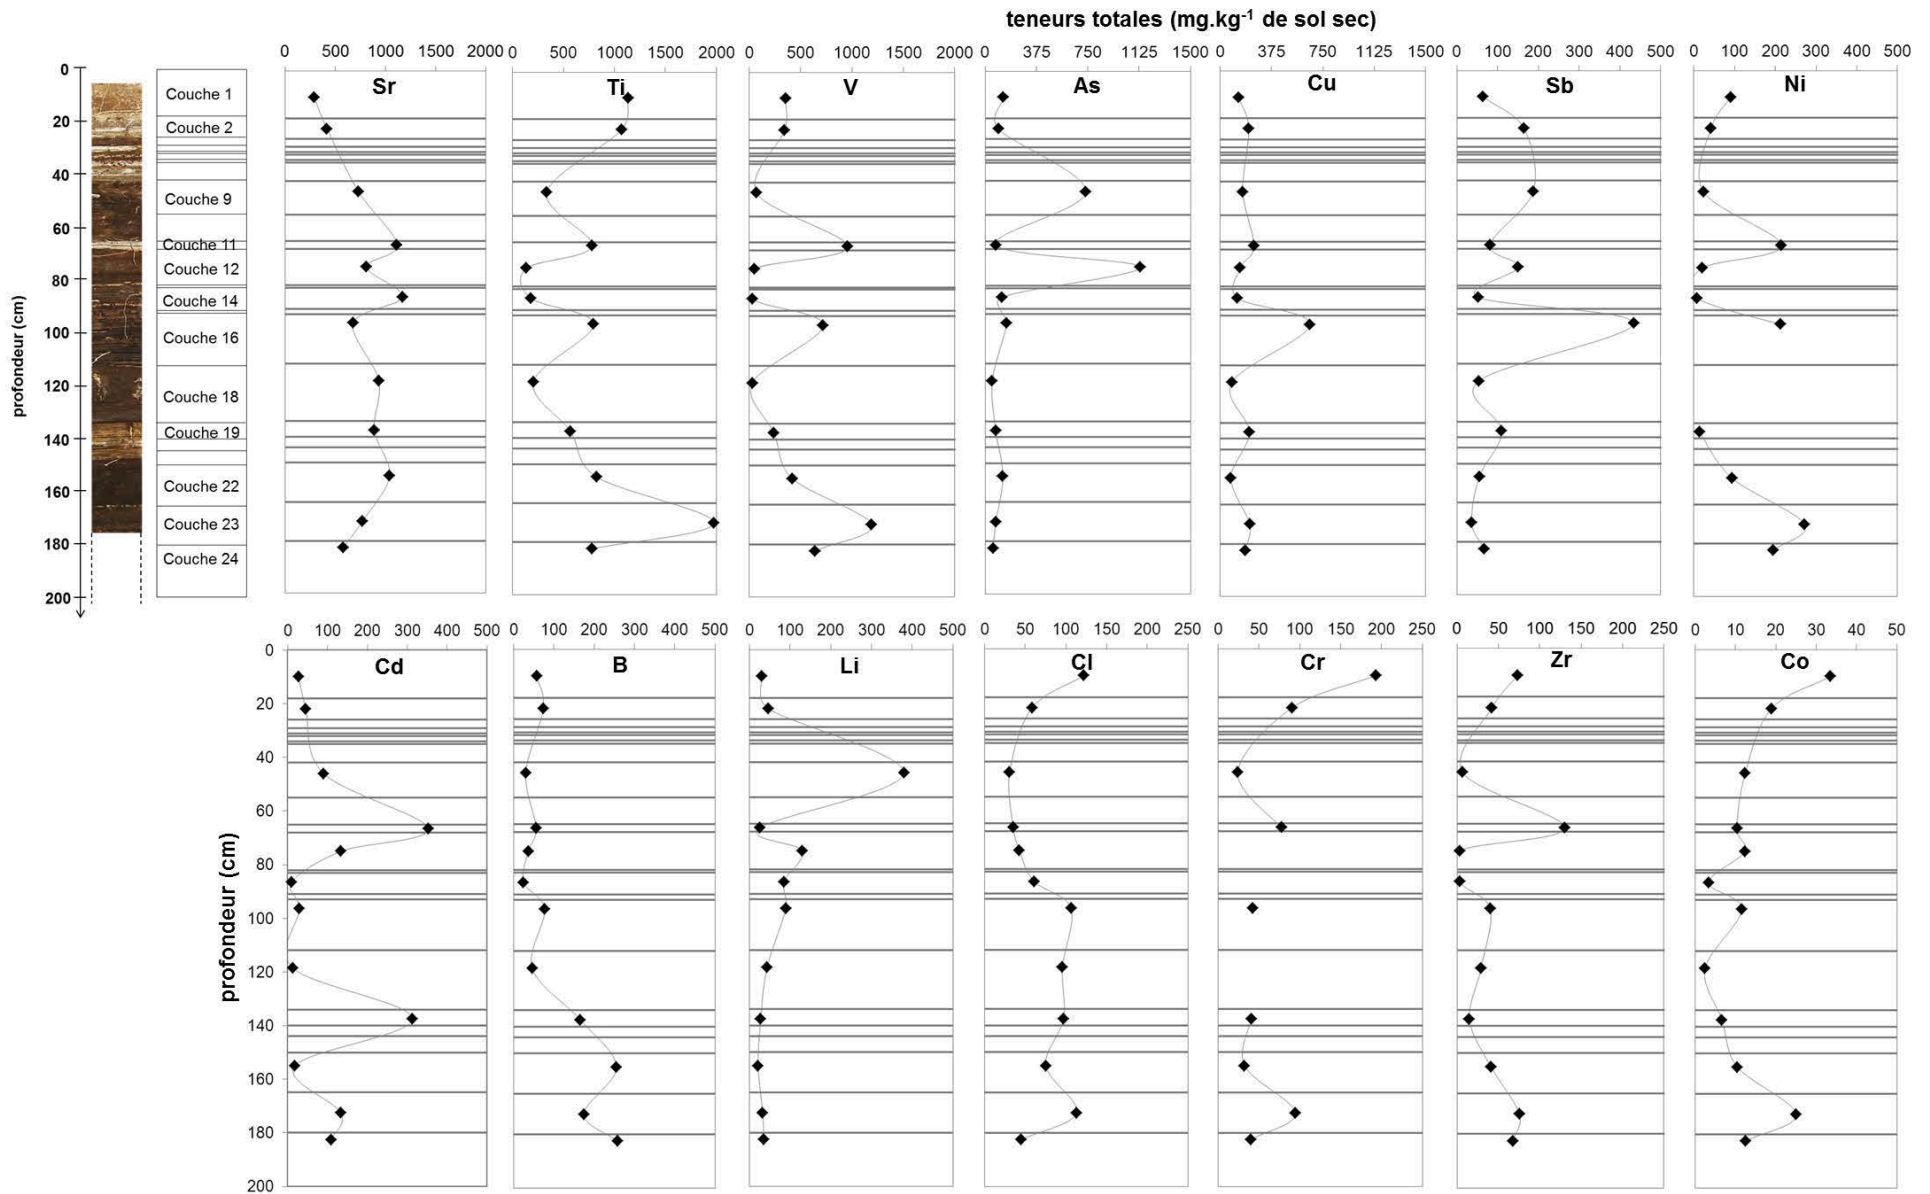 teneurs totales (mg.kg-1 de sol sec)
0 500 1000 1500 2000 0 500 1000 1500 2000 0 500 1000 1500 2000 0 375 750 1125 1500 0 375 750 1125 1500 0 100 200 300 400 500 0 100 200 300 400 500
Sr Ti V As Cu Sb Ni
profondeur (cm)
0
20
40
60
80
100
120
140
160
180
200
Couche 1
Couche 2
Couche 9
Couche 11
Couche 12
Couche 14
Couche 16
Couche 18
Couche 19
Couche 22
Couche 23
Couche 24
0 100 200 300 400 500 0 100 200 300 400 500 0 100 200 300 400 500 0 50 100 150 200 250 0 50 100 150 200 250 0 50 100 150 200 250 0 10 20 30 40 50
Cd B Li Cl Cr Zr Co
profondeur (cm)
0
20
40
60
80
100
120
140
160
180
200